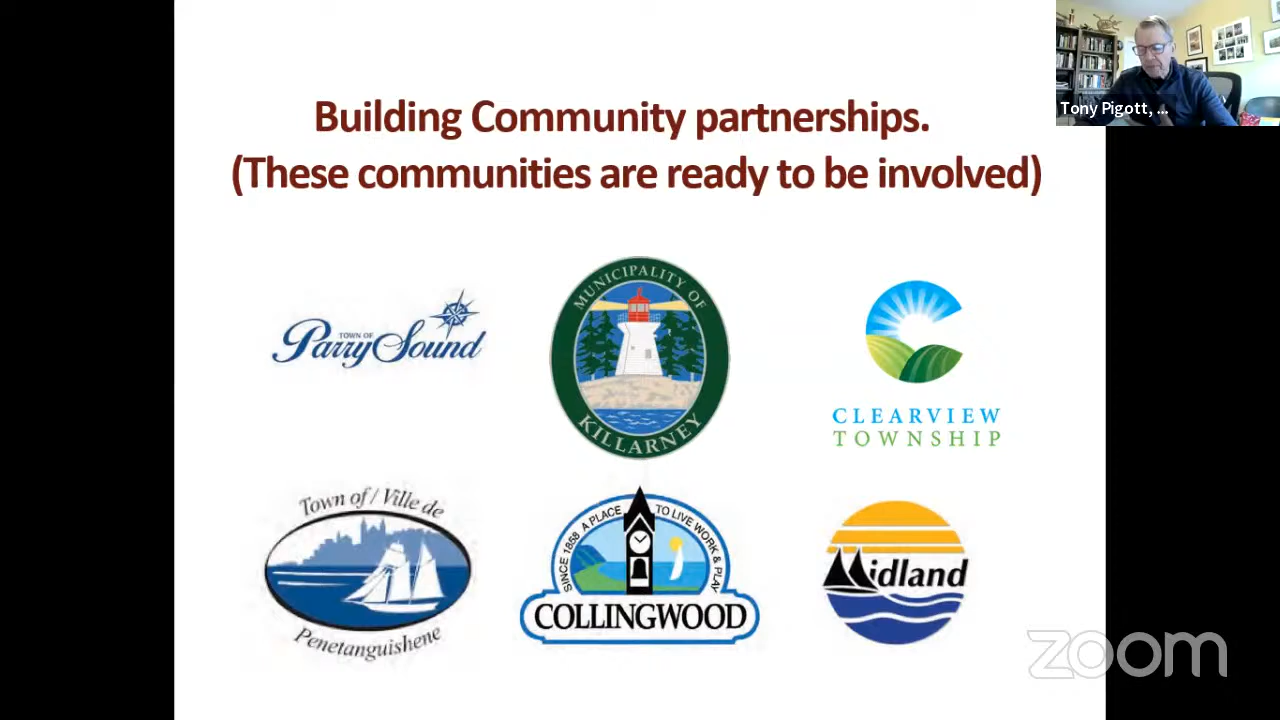 Building Community partnerships.
(These communities are ready to be involved)
Tony Pigott, ...
TOWN OF
Parry Sound
MUNICIPALITY OF
KILLARNEY
CLEARVIEW
TOWNSHIP
Town of / Ville de
Penetanguishene
SINCE 1858 A PLACE TO LIVE WORK & PLAY
COLLINGWOOD
Midland
zoom